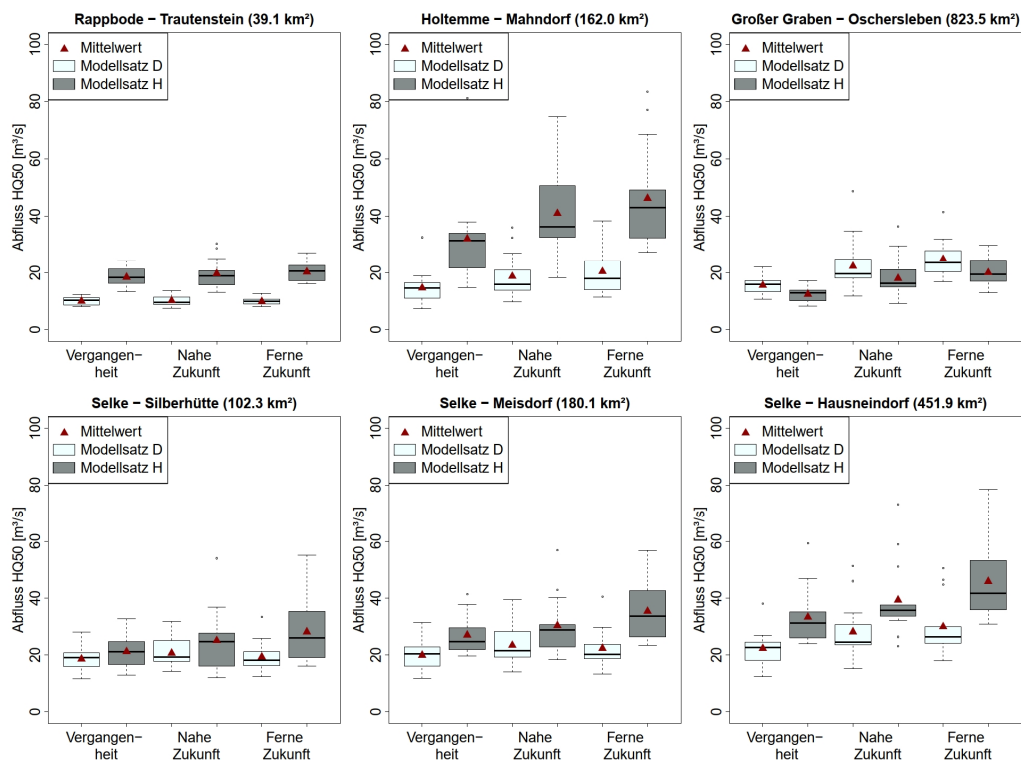 Rappbode − Trautenstein (39.1 km²)
Abfluss HQ50 [m³/s]
100
80
60
40
20
0
Mittelwert
Modellsatz D
Modellsatz H
Vergangen−
heit
Nahe
Zukunft
Ferne
Zukunft
Holtemme − Mahndorf (162.0 km²)
Abfluss HQ50 [m³/s]
100
80
60
40
20
0
Mittelwert
Modellsatz D
Modellsatz H
Vergangen−
heit
Nahe
Zukunft
Ferne
Zukunft
Großer Graben − Oschersleben (823.5 km²)
Abfluss HQ50 [m³/s]
100
80
60
40
20
0
Mittelwert
Modellsatz D
Modellsatz H
Vergangen−
heit
Nahe
Zukunft
Ferne
Zukunft
Selke − Silberhütte (102.3 km²)
Abfluss HQ50 [m³/s]
100
80
60
40
20
0
Mittelwert
Modellsatz D
Modellsatz H
Vergangen−
heit
Nahe
Zukunft
Ferne
Zukunft
Selke − Meisdorf (180.1 km²)
Abfluss HQ50 [m³/s]
100
80
60
40
20
0
Mittelwert
Modellsatz D
Modellsatz H
Vergangen−
heit
Nahe
Zukunft
Ferne
Zukunft
Selke − Hausneindorf (451.9 km²)
Abfluss HQ50 [m³/s]
100
80
60
40
20
0
Mittelwert
Modellsatz D
Modellsatz H
Vergangen−
heit
Nahe
Zukunft
Ferne
Zukunft